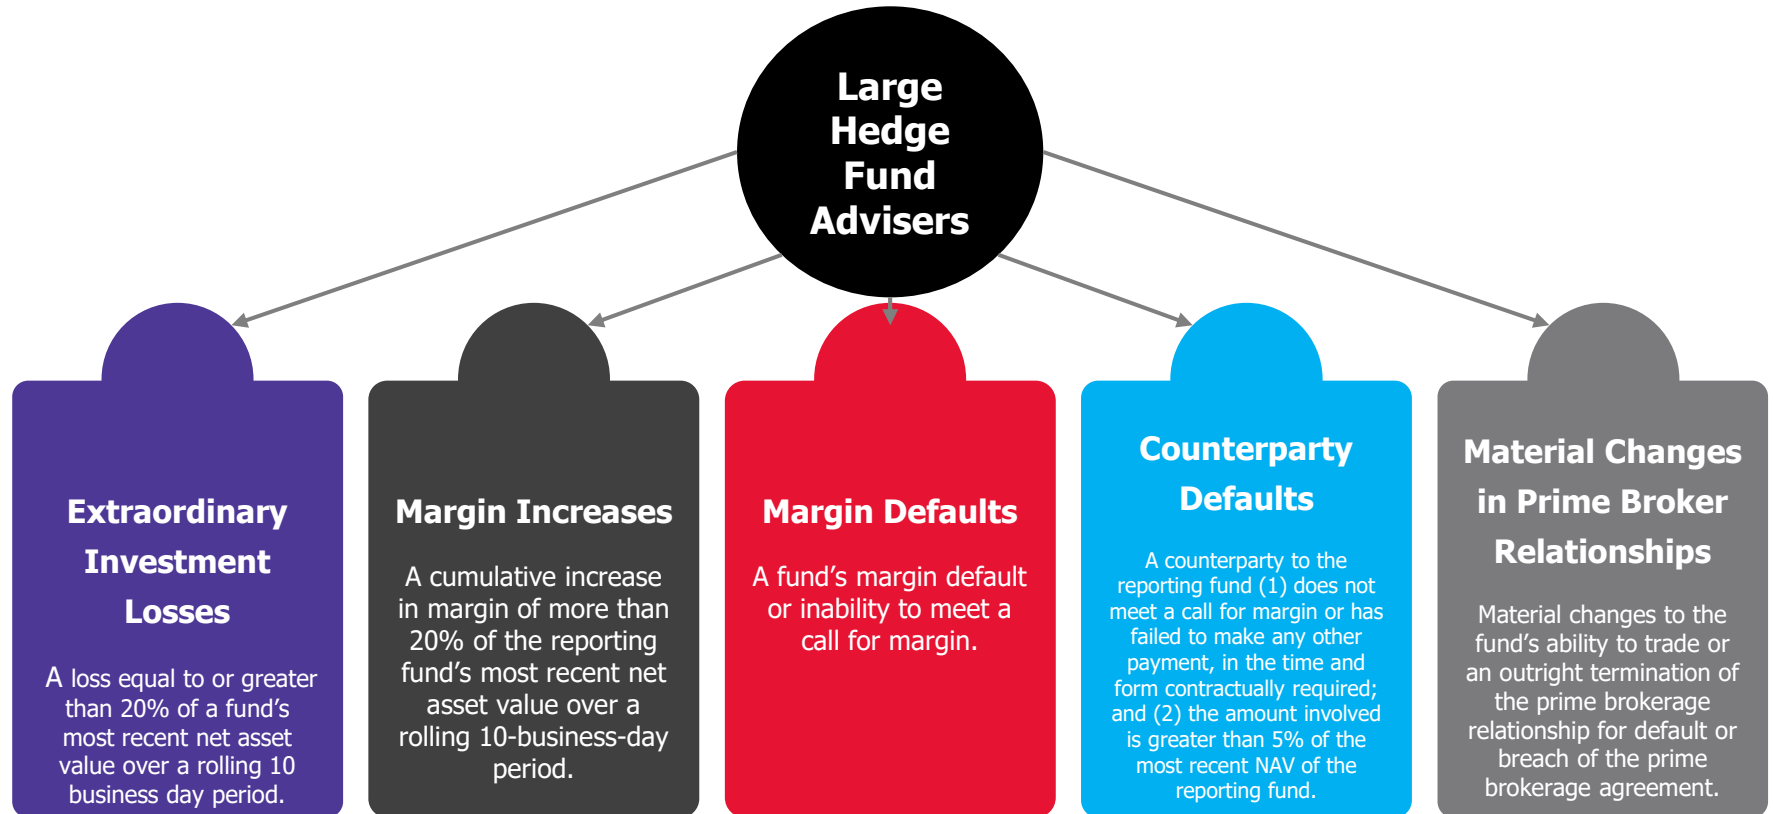 Large
Hedge
Fund
Advisers
Extraordinary
Investment
Losses
A loss equal to or greater
than 20% of a fund’s
most recent net asset
value over a rolling 10
business day period.
Margin Increases
A cumulative increase
in margin of more than
20% of the reporting
fund’s most recent net
asset value over a
rolling 10-business-day
period.
Margin Defaults
A fund’s margin default
or inability to meet a
call for margin.
Counterparty
Defaults
A counterparty to the
reporting fund (1) does not
meet a call for margin or has
failed to make any other
payment, in the time and
form contractually required;
and (2) the amount involved
is greater than 5% of the
most recent NAV of the
reporting fund.
Material Changes
in Prime Broker
Relationships
Material changes to the
fund’s ability to trade or
an outright termination of
the prime brokerage
relationship for default or
breach of the prime
brokerage agreement.